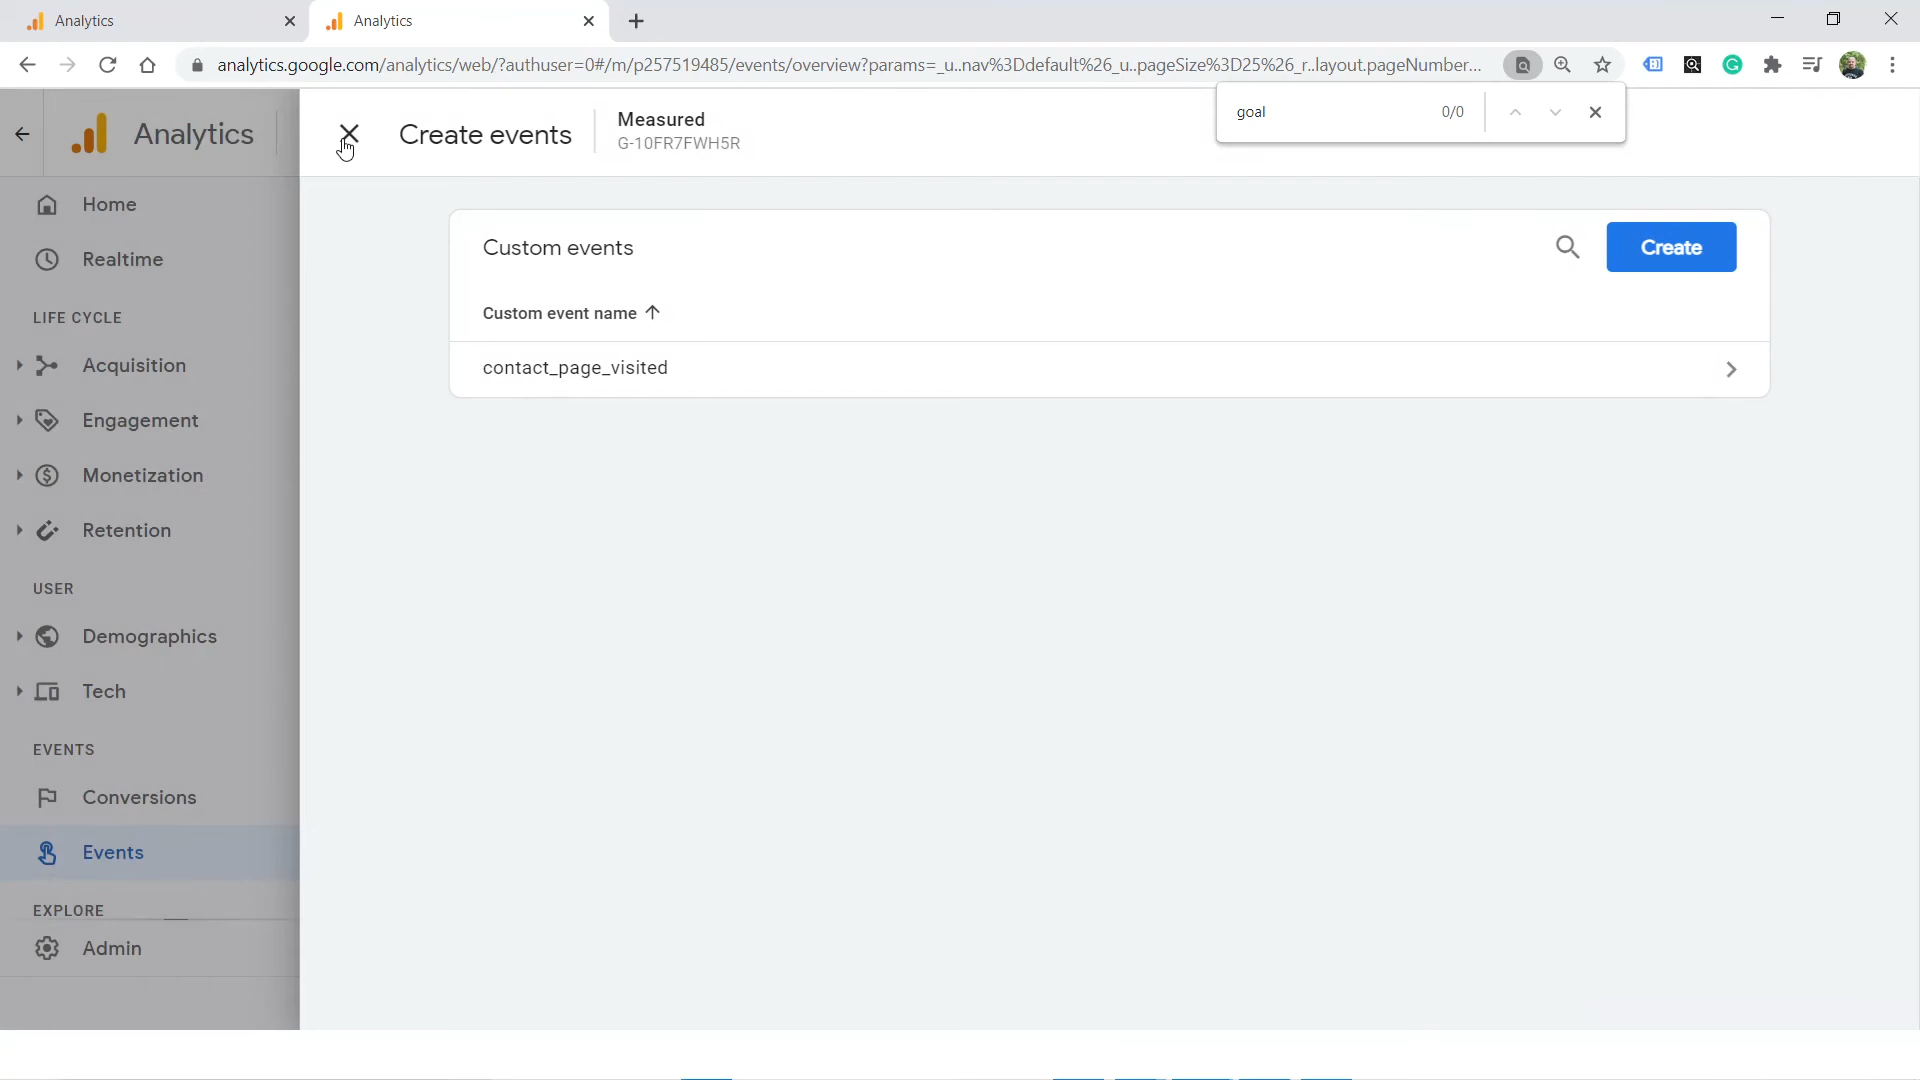 Analytics
Analytics
analytics.google.com/analytics/web/?authuser=0#/m/p257519485/events/overview?params=_u..nav%3Ddefault%26_u..pageSize%3D25%26_r..layout.pageNumber...
goal 0/0
Analytics
Create events
Measured
G-10FR7FWH5R
Home
Realtime
LIFE CYCLE
Acquisition
Engagement
Monetization
Retention
USER
Demographics
Tech
EVENTS
Conversions
Events
EXPLORE
Admin
Custom events
Create
Custom event name
contact_page_visited